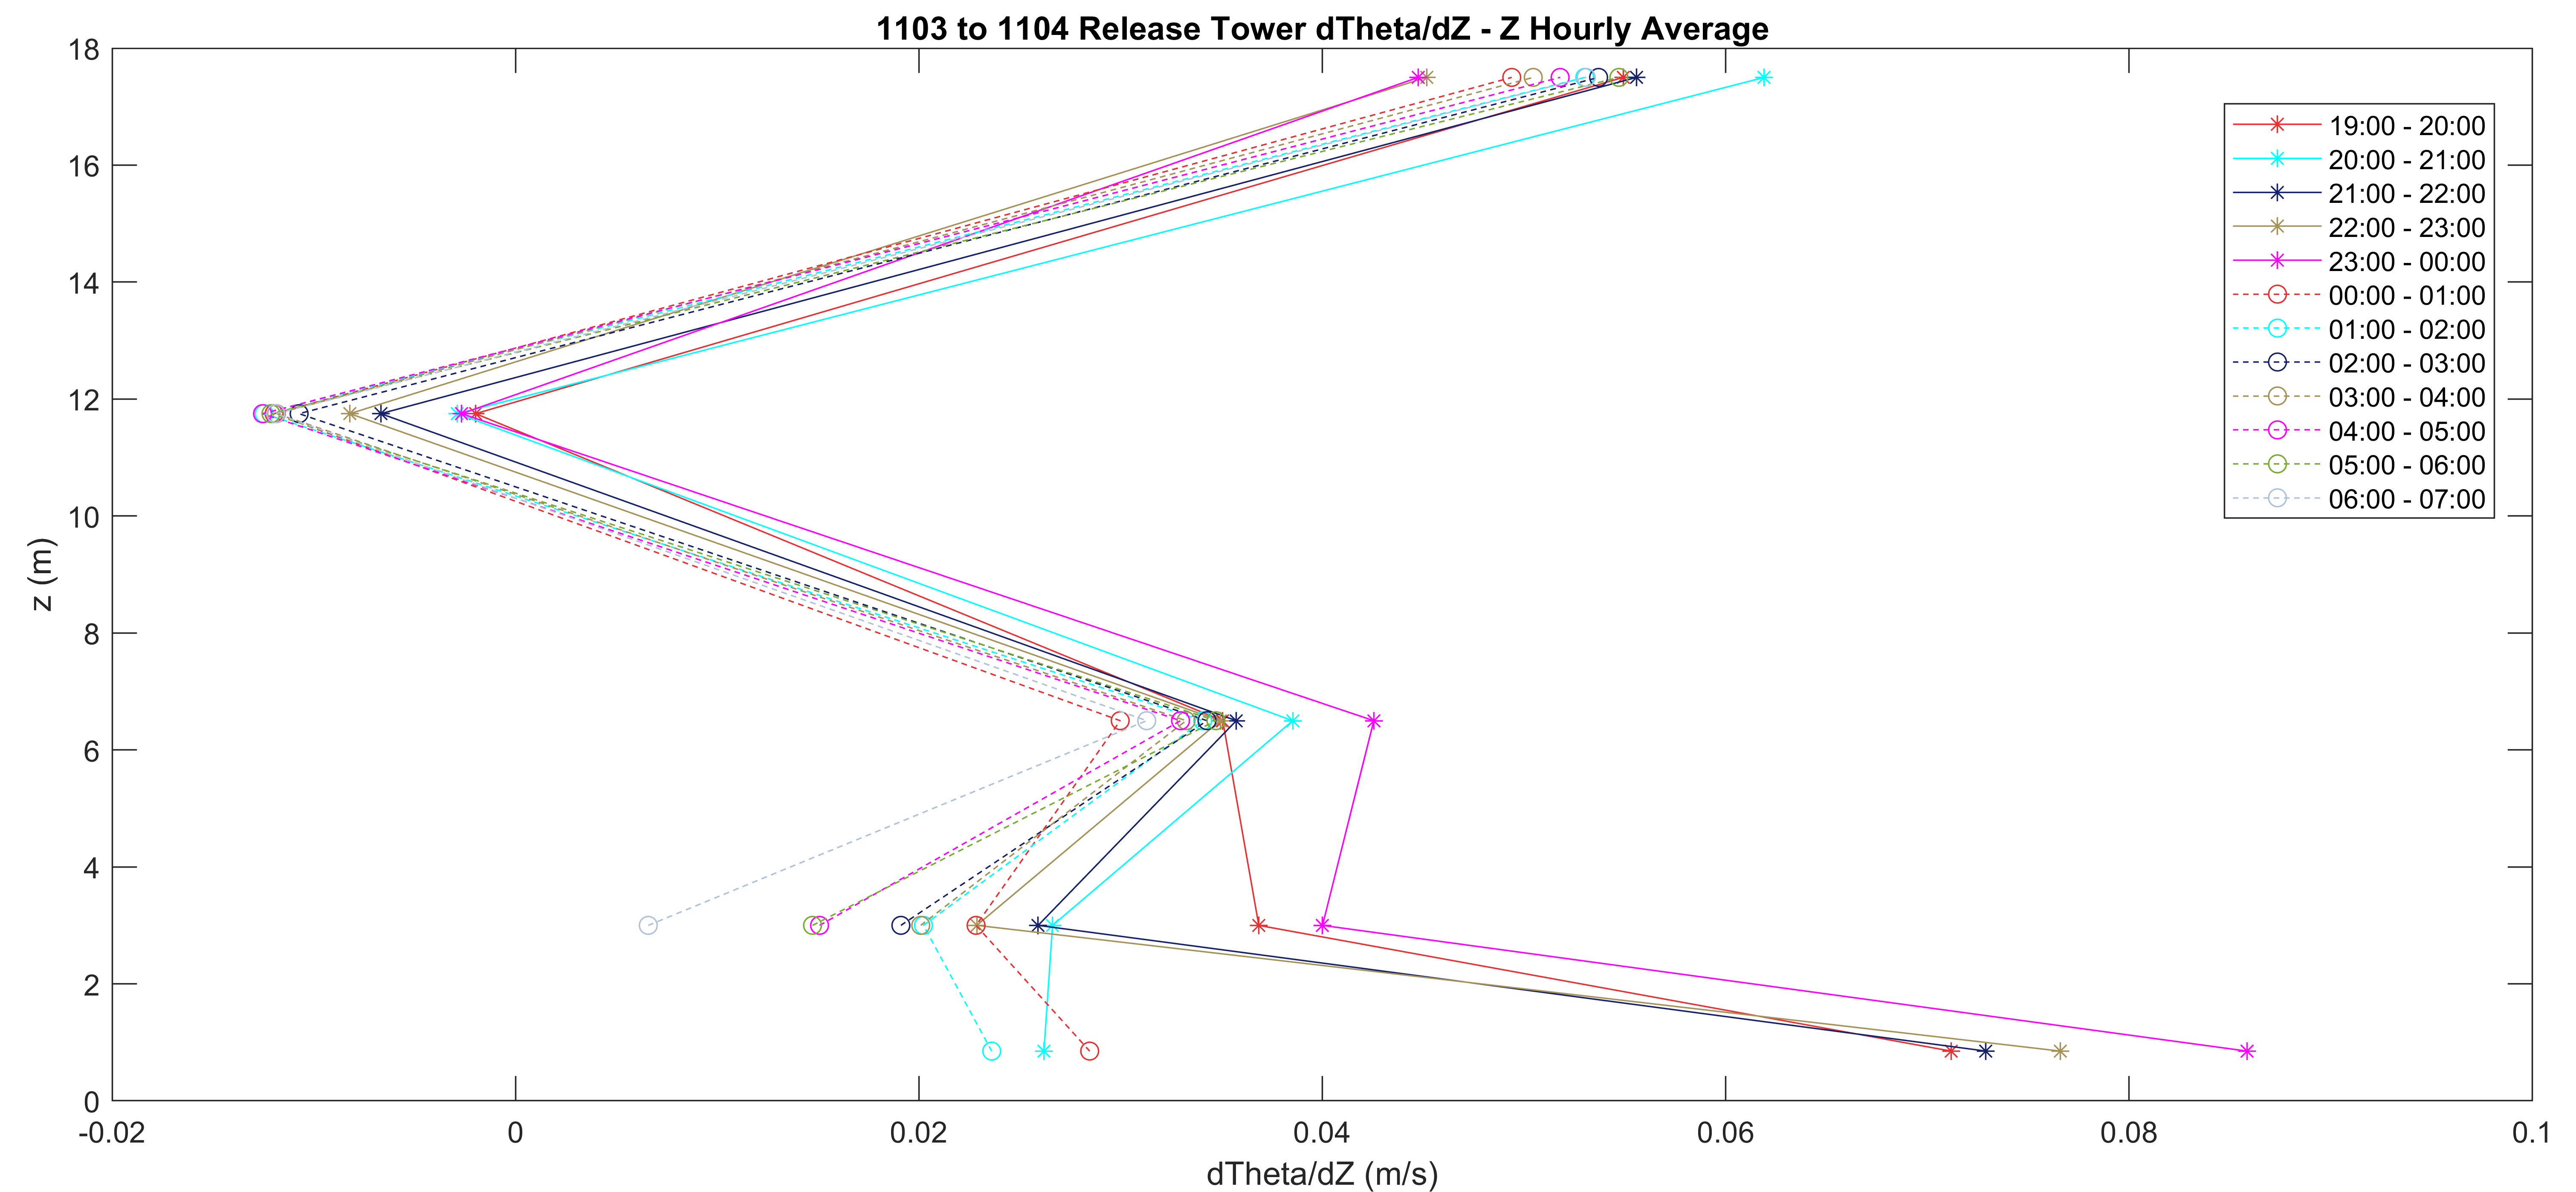 1103 to 1104 Release Tower dTheta/dZ - Z Hourly Average
18
16
14
12
10
8
6
4
2
0
z (m)
19:00 - 20:00
20:00 - 21:00
21:00 - 22:00
22:00 - 23:00
23:00 - 00:00
00:00 - 01:00
01:00 - 02:00
02:00 - 03:00
03:00 - 04:00
04:00 - 05:00
05:00 - 06:00
06:00 - 07:00
-0.02 0 0.02 0.04 0.06 0.08 0.1
dTheta/dZ (m/s)